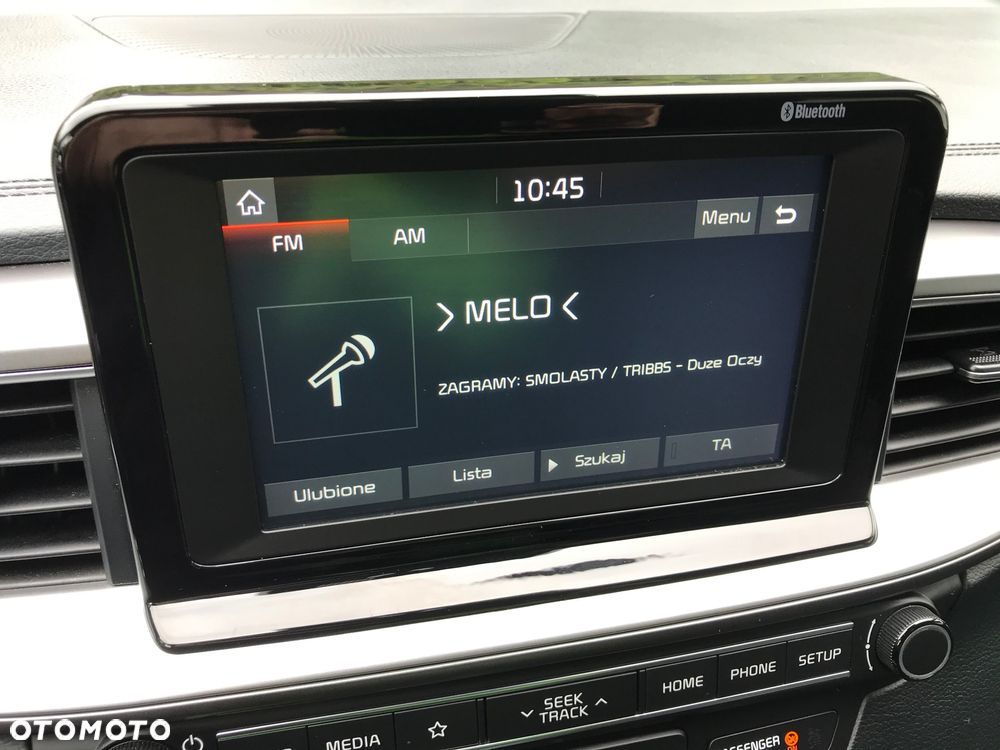 Bluetooth
10:45
FM
AM
Menu
> MELO <
ZAGRAMY: SMOLASTY / TRIBBS - Duze Oczy
Ulubione
Lista
Szukaj
TA
SEEK
TRACK
HOME
PHONE
SETUP
MEDIA
OTOMOTO